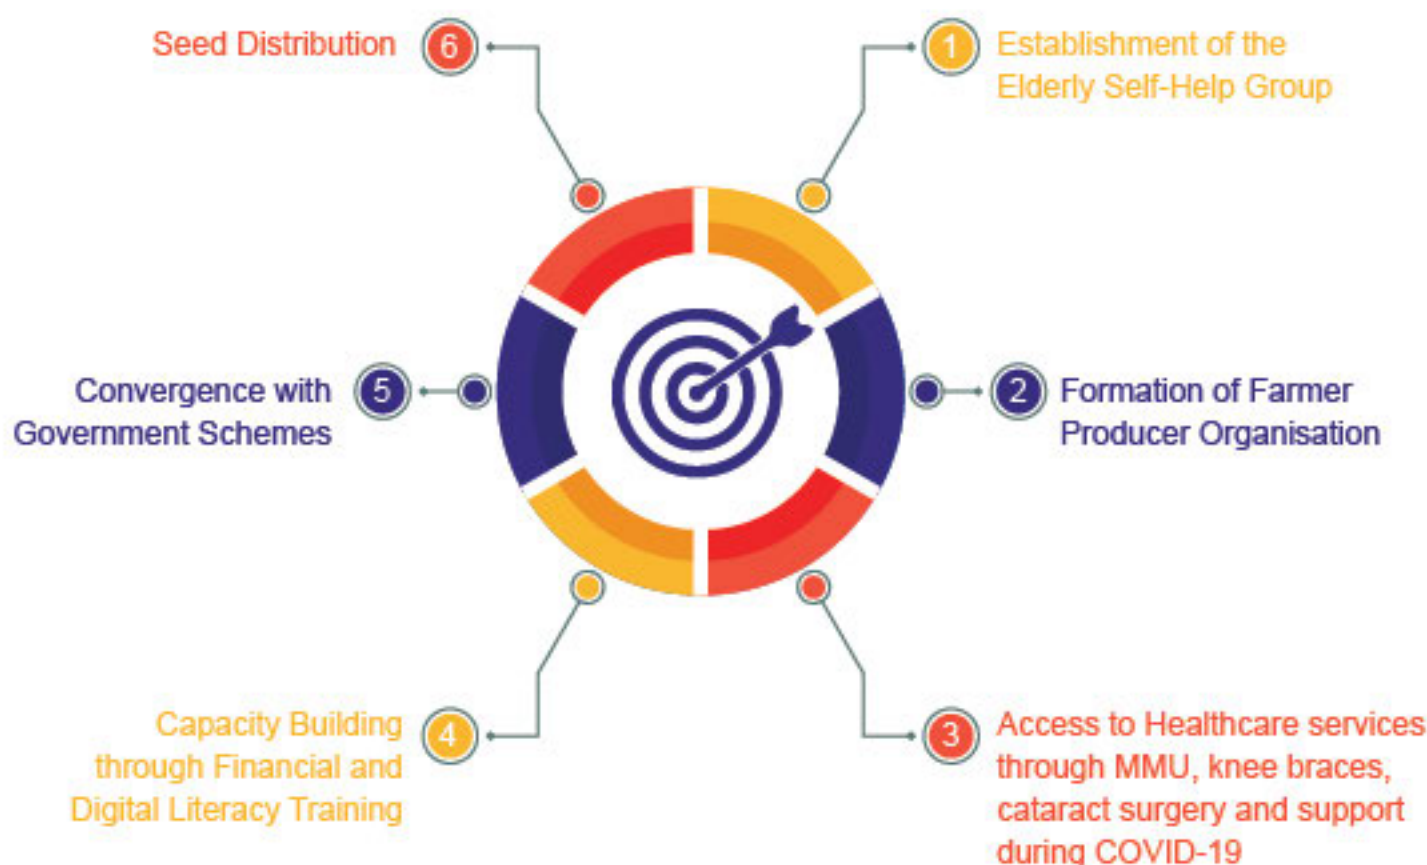 1
Establishment of the
Elderly Self-Help Group
2
Formation of Farmer
Producer Organisation
3
Access to Healthcare services
through MMU, knee braces,
cataract surgery and support
during COVID-19
4
Capacity Building
through Financial and
Digital Literacy Training
5
Convergence with
Government Schemes
6
Seed Distribution